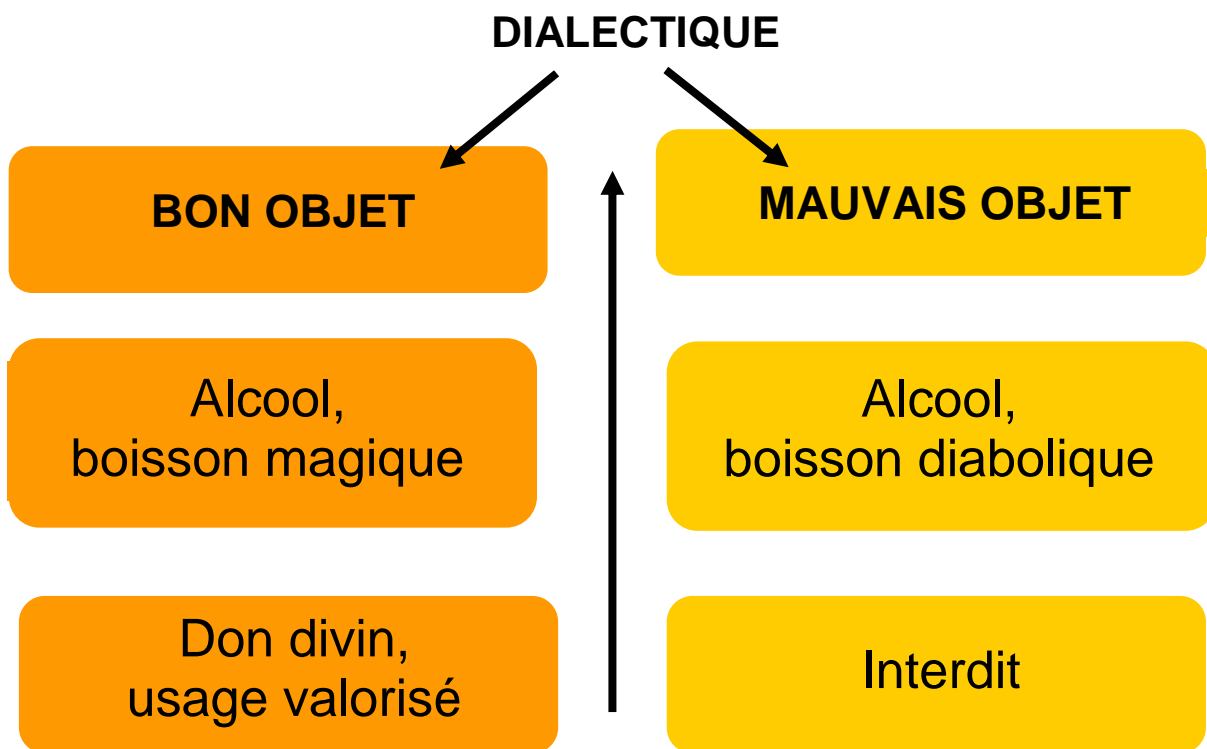 DIALECTIQUE
BON OBJET
MAUVAIS OBJET
Alcool,
boisson magique
Alcool,
boisson diabolique
Don divin,
usage valorisé
Interdit